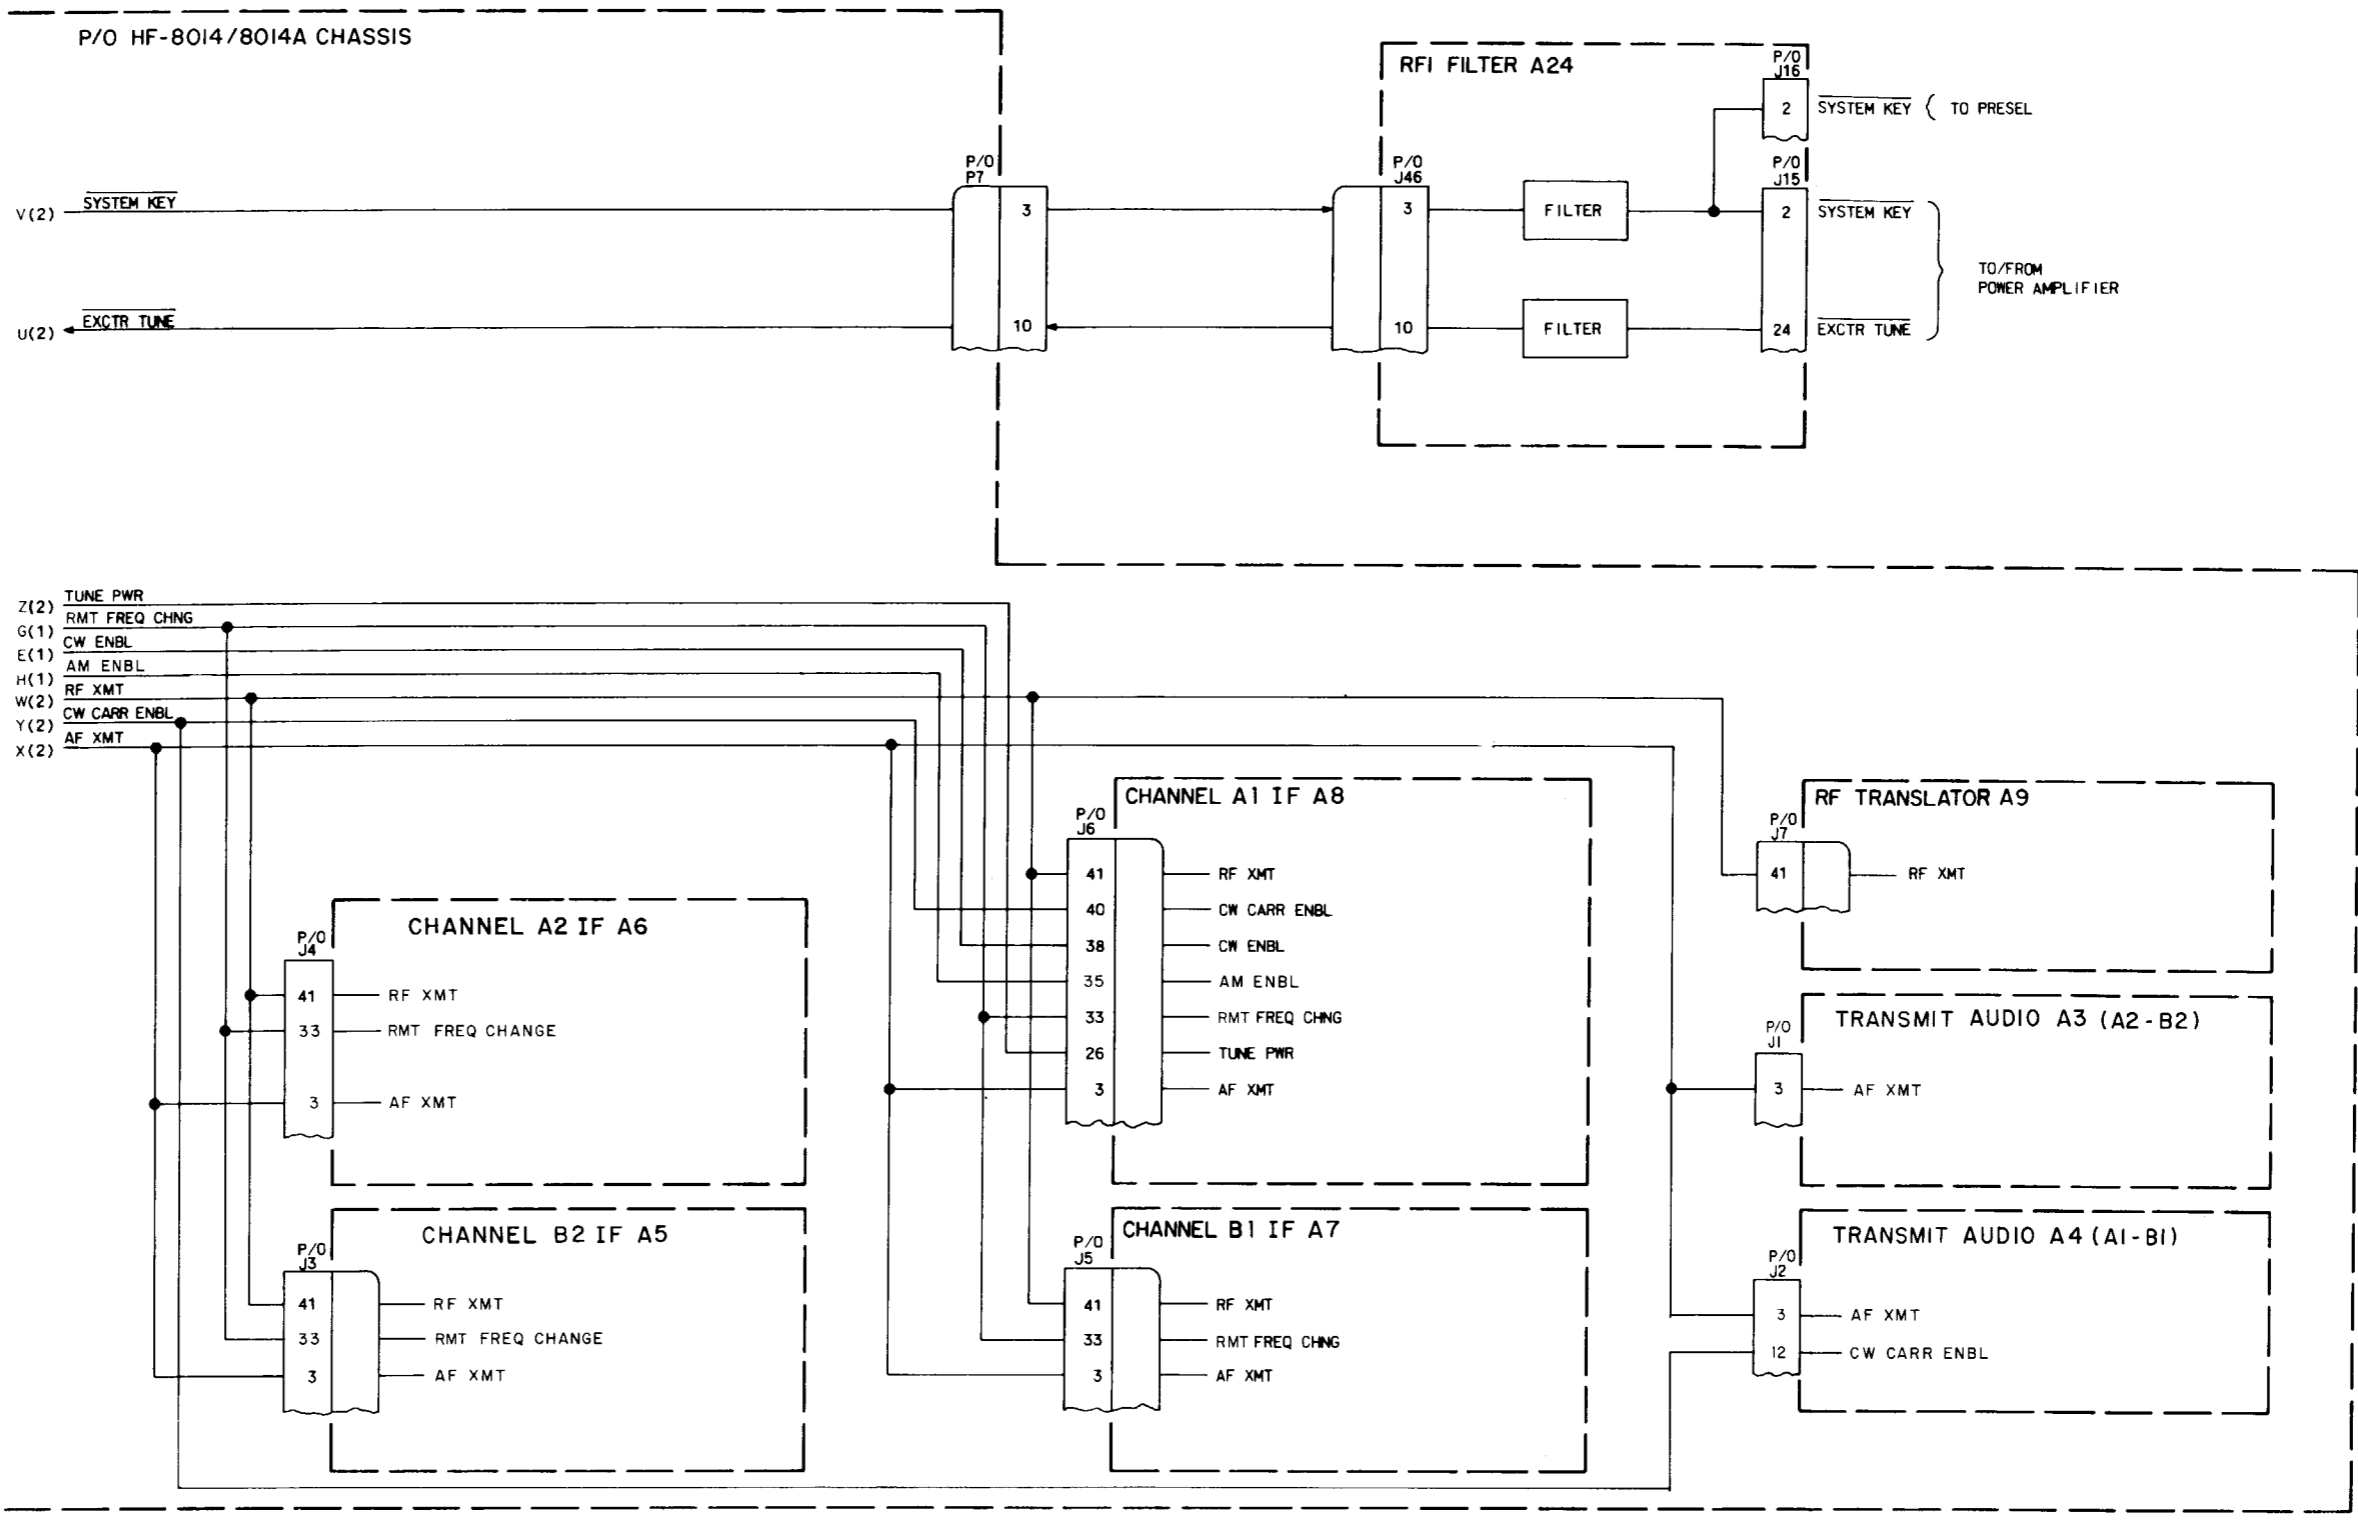 P/O HF-8014/8014A CHASSIS
RFI FILTER A24
P/O
J16
2
SYSTEM KEY
TO PRESEL
P/O
P7
P/O
J46
P/O
J15
V(2)
SYSTEM KEY
3
3
FILTER
2
SYSTEM KEY
TO/FROM
POWER AMPLIFIER
U(2)
EXCTR TUNE
10
10
FILTER
24
EXCTR TUNE
Z(2)
TUNE PWR
G(1)
RMT FREQ CHNG
E(1)
CW ENBL
H(1)
AM ENBL
W(2)
RF XMT
Y(2)
CW CARR ENBL
X(2)
AF XMT
CHANNEL A2 IF A6
P/O
J4
41
RF XMT
33
RMT FREQ CHANGE
3
AF XMT
CHANNEL B2 IF A5
P/O
J3
41
RF XMT
33
RMT FREQ CHANGE
3
AF XMT
CHANNEL A1 IF A8
P/O
J6
41
RF XMT
40
CW CARR ENBL
38
CW ENBL
35
AM ENBL
33
RMT FREQ CHNG
26
TUNE PWR
3
AF XMT
CHANNEL B1 IF A7
P/O
J5
41
RF XMT
33
RMT FREQ CHNG
3
AF XMT
RF TRANSLATOR A9
P/O
J7
41
RF XMT
TRANSMIT AUDIO A3 (A2-B2)
P/O
J1
3
AF XMT
TRANSMIT AUDIO A4 (A1-B1)
P/O
J2
3
AF XMT
12
CW CARR ENBL